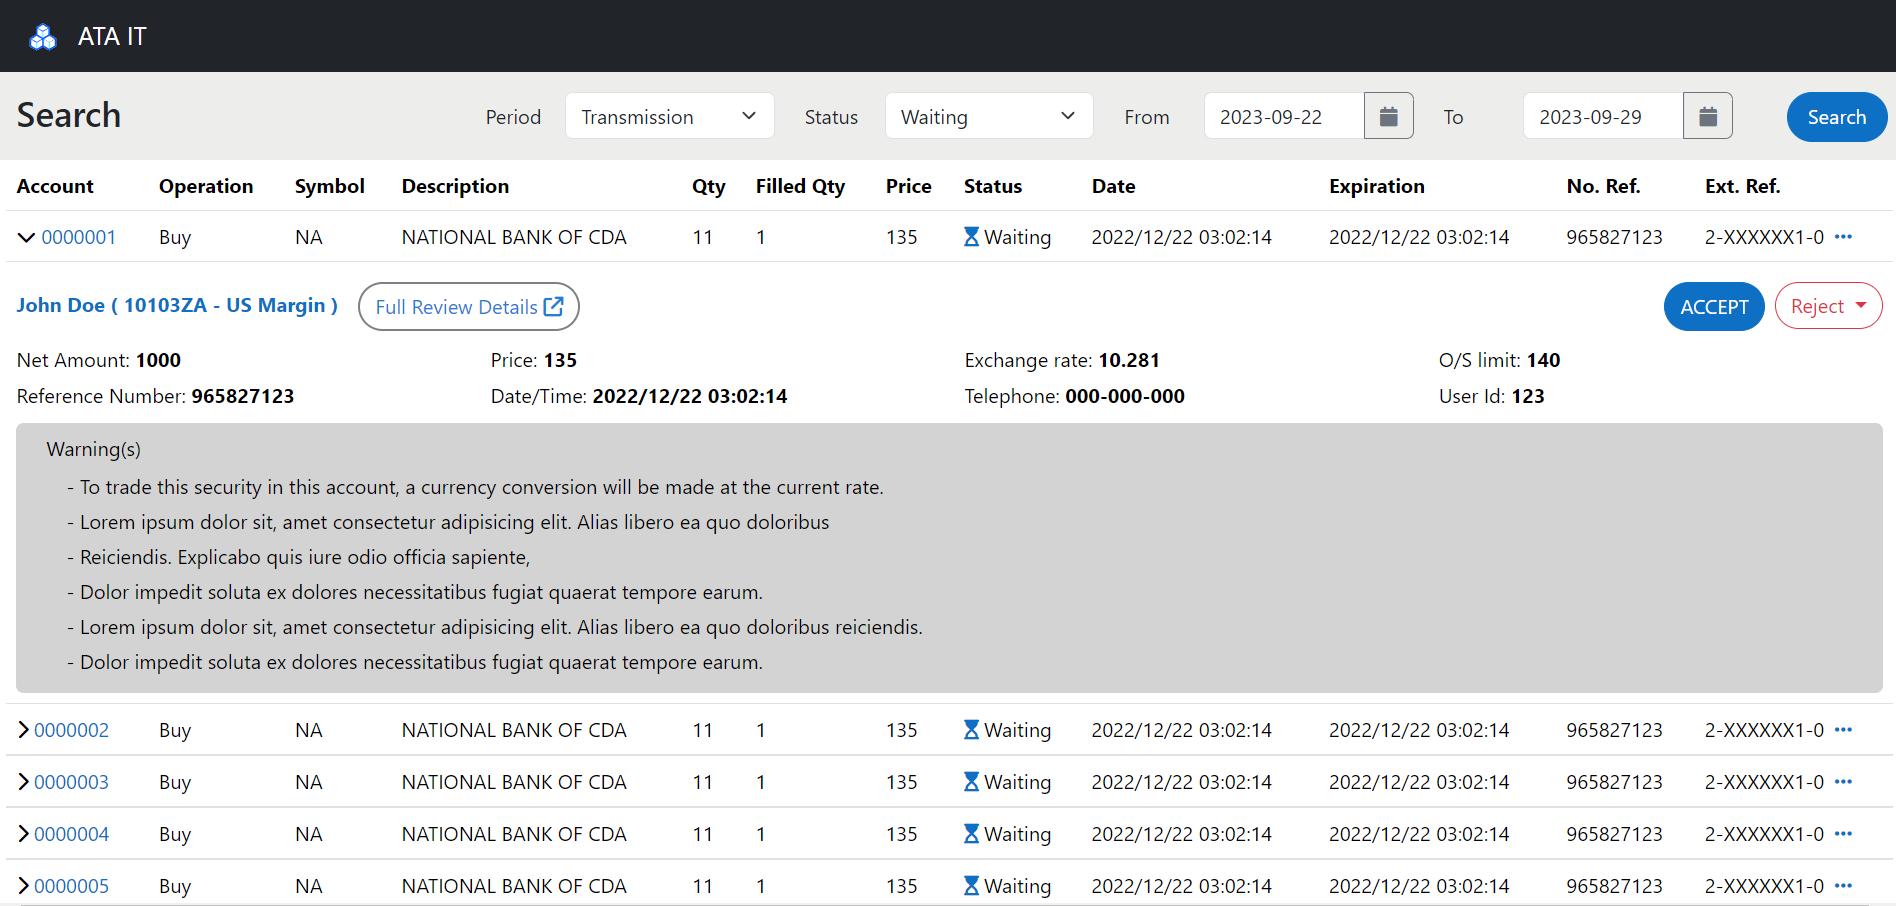 ATA IT
Search Period Transmission Status Waiting From 2023-09-22 To 2023-09-29 Search
Account Operation Symbol Description Qty Filled Qty Price Status Date Expiration No. Ref. Ext. Ref.
0000001 Buy NA NATIONAL BANK OF CDA 11 1 135 Waiting 2022/12/22 03:02:14 2022/12/22 03:02:14 965827123 2-XXXXXX1-0 •••
John Doe ( 10103ZA - US Margin ) Full Review Details ACCEPT Reject
Net Amount: 1000 Price: 135 Exchange rate: 10.281 O/S limit: 140
Reference Number: 965827123 Date/Time: 2022/12/22 03:02:14 Telephone: 000-000-000 User Id: 123
Warning(s)
- To trade this security in this account, a currency conversion will be made at the current rate.
- Lorem ipsum dolor sit, amet consectetur adipisicing elit. Alias libero ea quo doloribus
- Reiciendis. Explicabo quis iure odio officia sapiente,
- Dolor impedit soluta ex dolores necessitatibus fugiat quaerat tempore earum.
- Lorem ipsum dolor sit, amet consectetur adipisicing elit. Alias libero ea quo doloribus reiciendis.
- Dolor impedit soluta ex dolores necessitatibus fugiat quaerat tempore earum.
0000002 Buy NA NATIONAL BANK OF CDA 11 1 135 Waiting 2022/12/22 03:02:14 2022/12/22 03:02:14 965827123 2-XXXXXX1-0 •••
0000003 Buy NA NATIONAL BANK OF CDA 11 1 135 Waiting 2022/12/22 03:02:14 2022/12/22 03:02:14 965827123 2-XXXXXX1-0 •••
0000004 Buy NA NATIONAL BANK OF CDA 11 1 135 Waiting 2022/12/22 03:02:14 2022/12/22 03:02:14 965827123 2-XXXXXX1-0 •••
0000005 Buy NA NATIONAL BANK OF CDA 11 1 135 Waiting 2022/12/22 03:02:14 2022/12/22 03:02:14 965827123 2-XXXXXX1-0 •••